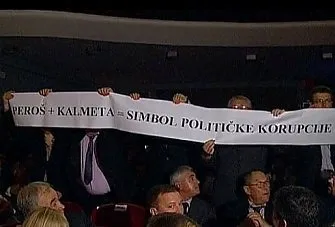 PEROŠ + KALMETA = SIMBOL POLITIČKE KORUPCIJE